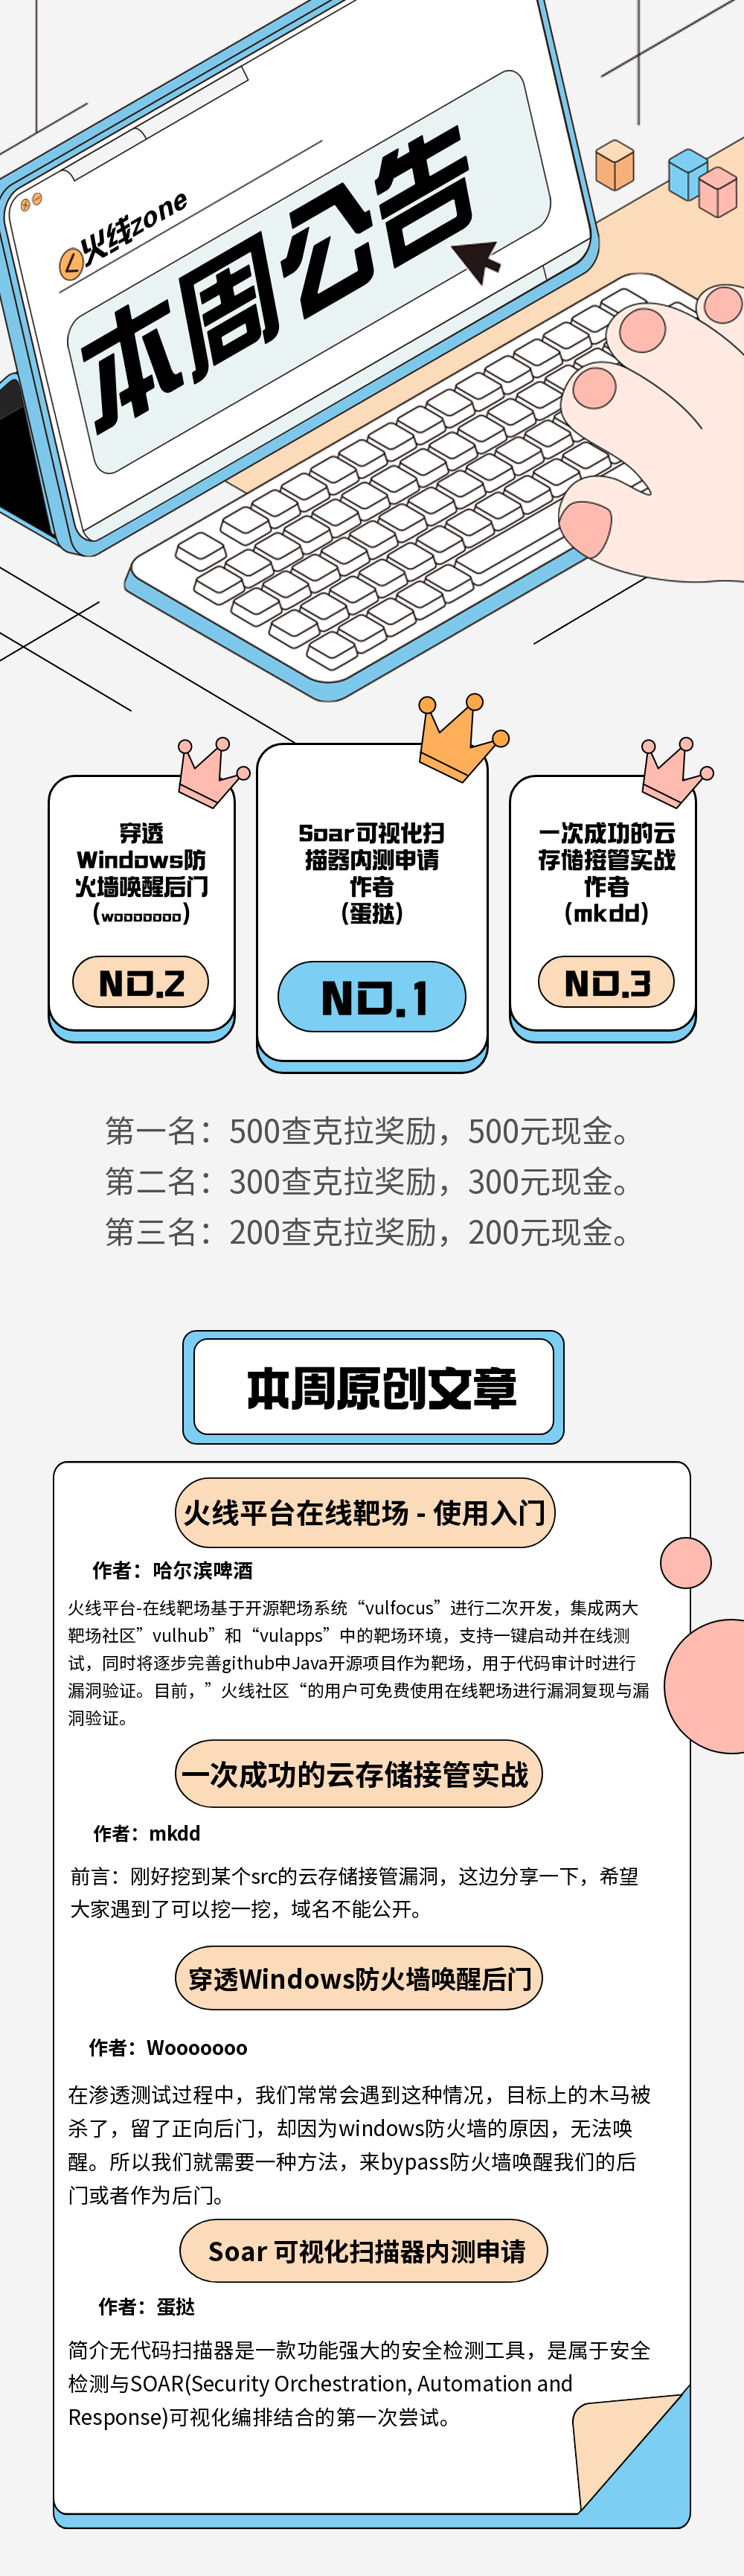 火线zone
本周公告
穿透
Windows防
火墙唤醒后门
(wooooooo)
NO.2
Soar可视化扫
描器内测申请
作者
(蛋挞)
NO.1
一次成功的云
存储接管实战
作者
(mkdd)
NO.3
第一名：500查克拉奖励，500元现金。
第二名：300查克拉奖励，300元现金。
第三名：200查克拉奖励，200元现金。
本周原创文章
火线平台在线靶场 - 使用入门
作者：哈尔滨啤酒
火线平台-在线靶场基于开源靶场系统“vulfocus”进行二次开发，集成两大
靶场社区”vulhub”和“vulapps”中的靶场环境，支持一键启动并在线测
试，同时将逐步完善github中Java开源项目作为靶场，用于代码审计时进行
漏洞验证。目前，”火线社区“的用户可免费使用在线靶场进行漏洞复现与漏
洞验证。
一次成功的云存储接管实战
作者：mkdd
前言：刚好挖到某个src的云存储接管漏洞，这边分享一下，希望
大家遇到了可以挖一挖，域名不能公开。
穿透Windows防火墙唤醒后门
作者：Wooooooo
在渗透测试过程中，我们常常会遇到这种情况，目标上的木马被
杀了，留了正向后门，却因为windows防火墙的原因，无法唤
醒。所以我们就需要一种方法，来bypass防火墙唤醒我们的后
门或者作为后门。
Soar 可视化扫描器内测申请
作者：蛋挞
简介无代码扫描器是一款功能强大的安全检测工具，是属于安全
检测与SOAR(Security Orchestration, Automation and
Response)可视化编排结合的第一次尝试。